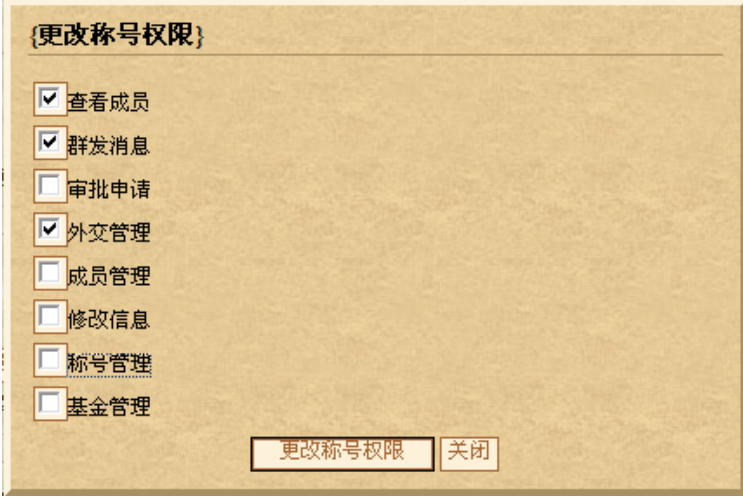 {更改称号权限}
查看成员
群发消息
审批申请
外交管理
成员管理
修改信息
称号管理
基金管理
更改称号权限 关闭